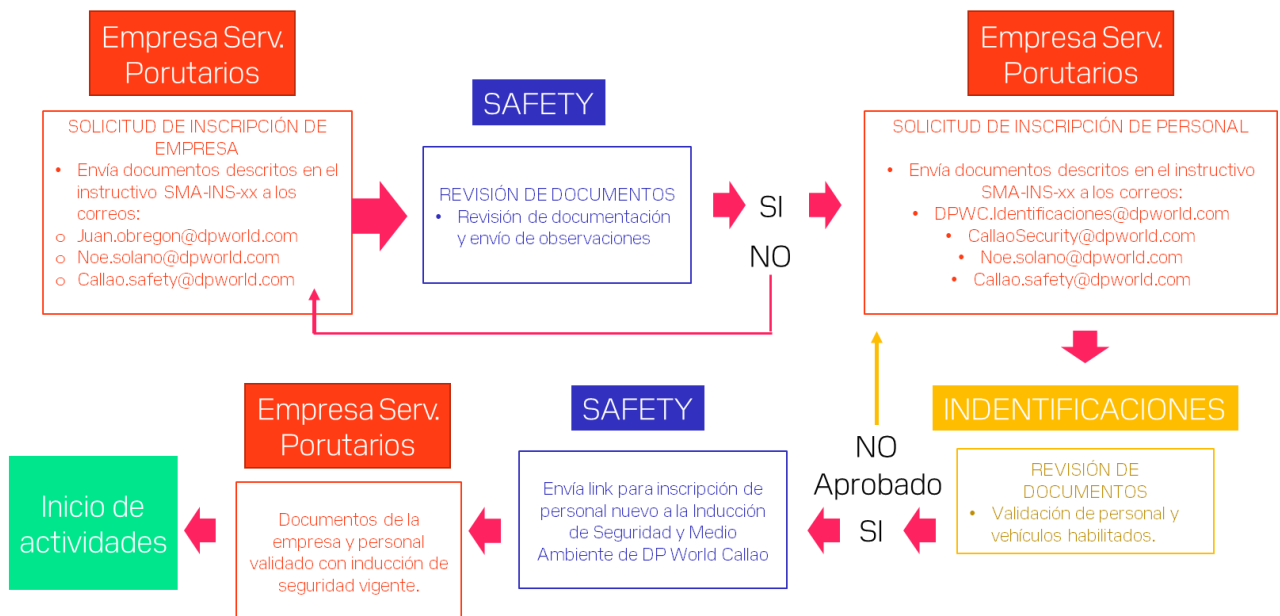 Empresa Serv.
Porutarios
SOLICITUD DE INSCRIPCIÓN DE
EMPRESA
• Envía documentos descritos en el
instructivo SMA-INS-xx a los
correos:
o Juan.obregon@dpworld.com
o Noe.solano@dpworld.com
o Callao.safety@dpworld.com
SAFETY
REVISIÓN DE DOCUMENTOS
• Revisión de documentación
y envío de observaciones
SI
NO
Empresa Serv.
Porutarios
SOLICITUD DE INSCRIPCIÓN DE PERSONAL
• Envía documentos descritos en el instructivo
SMA-INS-xx a los correos:
• DPWC.Identificaciones@dpworld.com
• CallaoSecurity@dpworld.com
• Noe.solano@dpworld.com
• Callao.safety@dpworld.com
INDENTIFICACIONES
REVISIÓN DE
DOCUMENTOS
• Validación de personal y
vehículos habilitados.
NO
Aprobado
SI
SAFETY
Envía link para inscripción de
personal nuevo a la Inducción
de Seguridad y Medio
Ambiente de DP World Callao
Empresa Serv.
Porutarios
Documentos de la
empresa y personal
validado con inducción de
seguridad vigente.
Inicio de
actividades